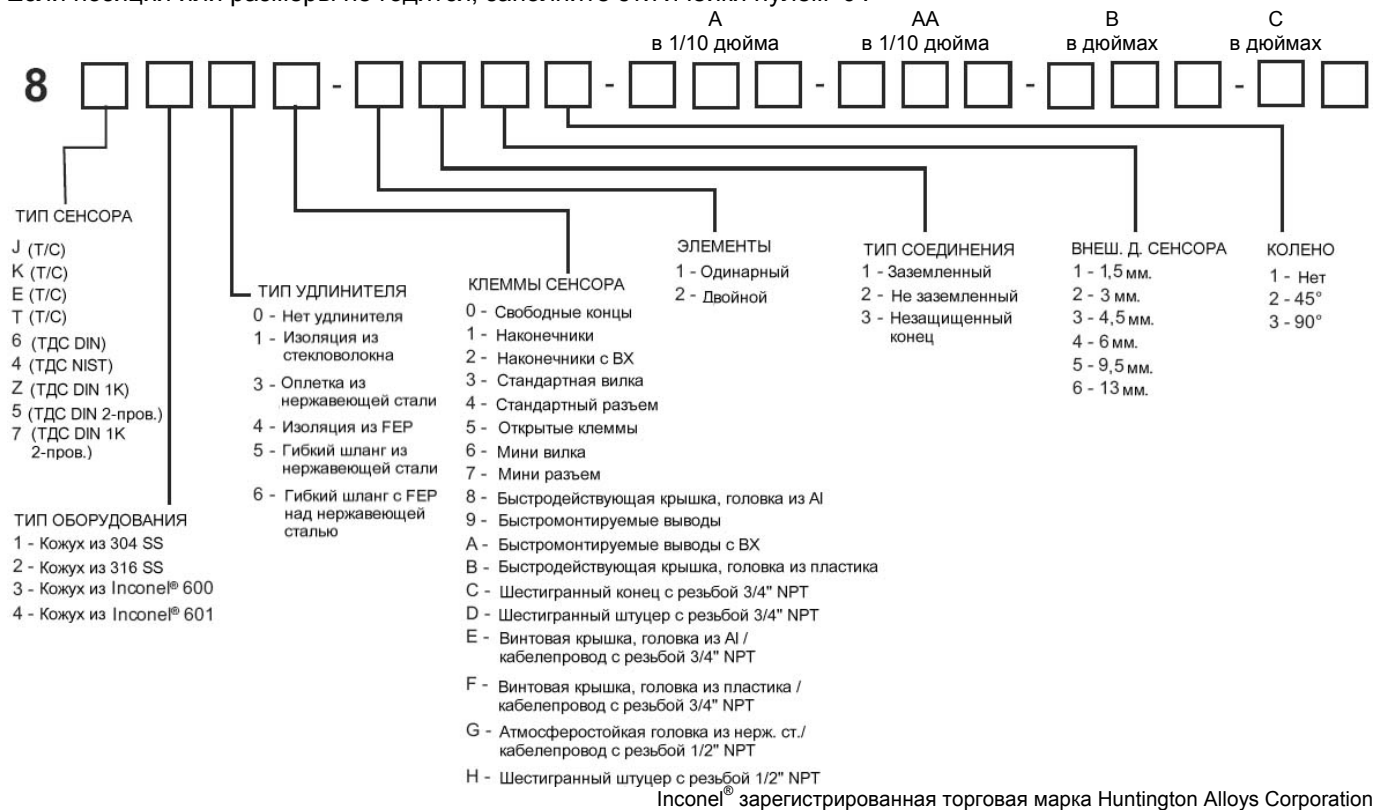 A
AA
B
C
в 1/10 дюйма
в 1/10 дюйма
в дюймах
в дюймах
8 - - - -
ТИП СЕНСОРА
J (T/C)
K (T/C)
E (T/C)
T (T/C)
6 (ТДС DIN)
4 (ТДС NIST)
Z (ТДС DIN 1K)
5 (ТДС DIN 2-пров.)
7 (ТДС DIN 1K
2-пров.)
ТИП ОБОРУДОВАНИЯ
1 - Кожух из 304 SS
2 - Кожух из 316 SS
3 - Кожух из Inconel® 600
4 - Кожух из Inconel® 601
ТИП УДЛИНИТЕЛЯ
0 - Нет удлинителя
1 - Изоляция из
стекловолокна
3 - Оплетка из
нержавеющей стали
4 - Изоляция из FEP
5 - Гибкий шланг из
нержавеющей стали
6 - Гибкий шланг с FEP
над нержавеющей
сталью
КЛЕММЫ СЕНСОРА
0 - Свободные концы
1 - Наконечники
2 - Наконечники с BX
3 - Стандартная вилка
4 - Стандартный разъем
5 - Открытые клеммы
6 - Мини вилка
7 - Мини разъем
8 - Быстродействующая крышка, головка из Al
9 - Быстромонтируемые выводы
A - Быстромонтируемые выводы с BX
B - Быстродействующая крышка, головка из пластика
C - Шестигранный конец с резьбой 3/4" NPT
D - Шестигранный штуцер с резьбой 3/4" NPT
E - Винтовая крышка, головка из Al /
кабелепровод с резьбой 3/4" NPT
F - Винтовая крышка, головка из пластика /
кабелепровод с резьбой 3/4" NPT
G - Атмосферостойкая головка из нерж. ст./
кабелепровод с резьбой 1/2" NPT
H - Шестигранный штуцер с резьбой 1/2" NPT
ЭЛЕМЕНТЫ
1 - Одинарный
2 - Двойной
ТИП СОЕДИНЕНИЯ
1 - Заземленный
2 - Не заземленный
3 - Незащищенный
конец
ВНЕШ. Д. СЕНСОРА
1 - 1,5 мм.
2 - 3 мм.
3 - 4,5 мм.
4 - 6 мм.
5 - 9,5 мм.
6 - 13 мм.
КОЛЕНО
1 - Нет
2 - 45°
3 - 90°
Inconel® зарегистрированная торговая марка Huntington Alloys Corporation